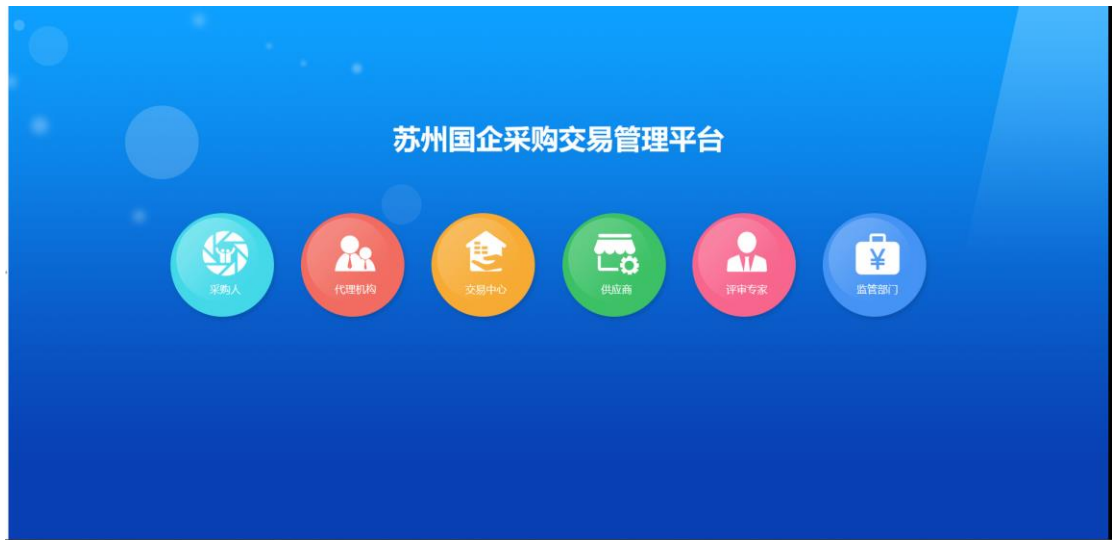 苏州国企采购交易管理平台
采购人
代理机构
交易中心
供应商
评审专家
监管部门